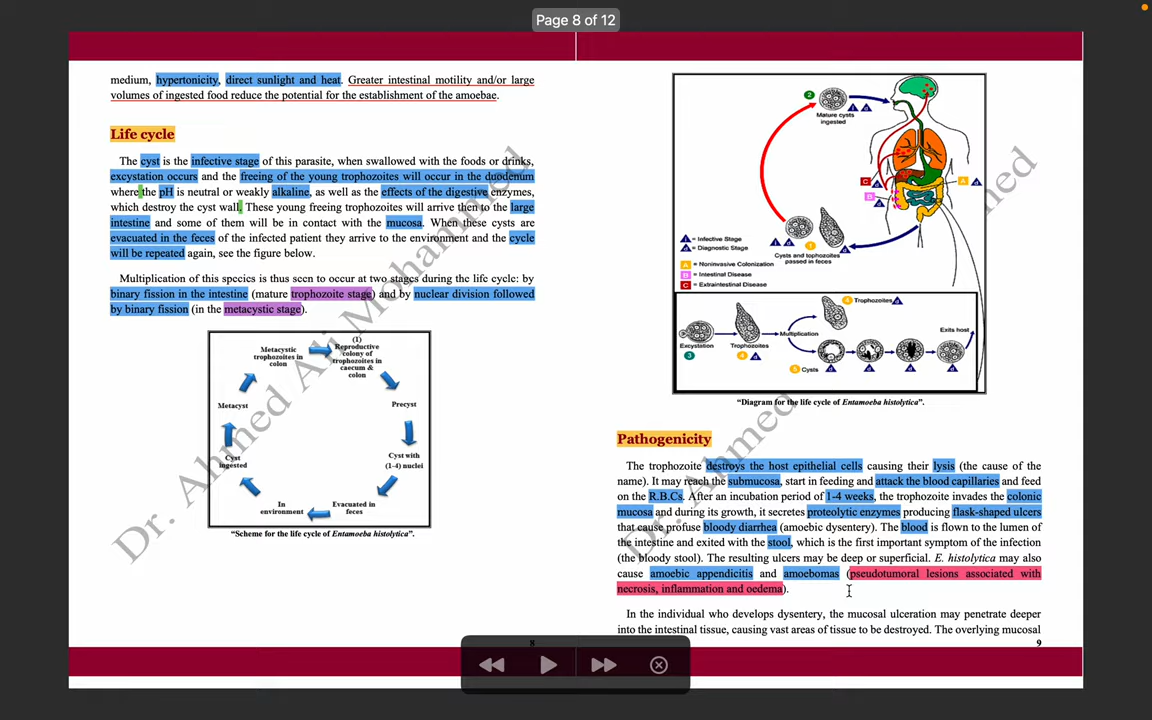 Page 8 of 12
medium, hypertonicity, direct sunlight and heat. Greater intestinal motility and/or large
volumes of ingested food reduce the potential for the establishment of the amoebae.
Life cycle
The cyst is the infective stage of this parasite, when swallowed with the foods or drinks,
excystation occurs and the freeing of the young trophozoites will occur in the duodenum
where the pH is neutral or weakly alkaline, as well as the effects of the digestive enzymes,
which destroy the cyst wall. These young freeing trophozoites will arrive then to the large
intestine and some of them will be in contact with the mucosa. When these cysts are
evacuated in the feces of the infected patient they arrive to the environment and the cycle
will be repeated again, see the figure below.
Multiplication of this species is thus seen to occur at two stages during the life cycle: by
binary fission in the intestine (mature trophozoite stage) and by nuclear division followed
by binary fission (in the metacystic stage).
(1)
Reproductive
colony of
trophozoites in
caecum &
colon
Precyst
Cyst with
(1-4) nuclei
Evacuated in
feces
In
environment
Cyst
ingested
Metacyst
Metacystic
trophozoites in
colon
"Scheme for the life cycle of Entamoeba histolytica".
Dr. Ahmed Ali Mohammed
8
2
Mature cysts
ingested
i d
C d
B
d
A d
i d
1
d
Cysts and tophozoites
passed in feces
i = Infective Stage
d = Diagnostic Stage
A = Noninvasive Colonization
B = Intestinal Disease
C = Extraintestinal Disease
4 Trophozoites d
Multiplication
Exits host
Excystation
3
Trophozoites
4 d
5 Cysts d d d d
"Diagram for the life cycle of Entamoeba histolytica".
Pathogenicity
The trophozoite destroys the host epithelial cells causing their lysis (the cause of the
name). It may reach the submucosa, start in feeding and attack the blood capillaries and feed
on the R.B.Cs. After an incubation period of 1-4 weeks, the trophozoite invades the colonic
mucosa and during its growth, it secretes proteolytic enzymes producing flask-shaped ulcers
that cause profuse bloody diarrhea (amoebic dysentery). The blood is flown to the lumen of
the intestine and exited with the stool, which is the first important symptom of the infection
(the bloody stool). The resulting ulcers may be deep or superficial. E. histolytica may also
cause amoebic appendicitis and amoebomas (pseudotumoral lesions associated with
necrosis, inflammation and oedema).
In the individual who develops dysentery, the mucosal ulceration may penetrate deeper
into the intestinal tissue, causing vast areas of tissue to be destroyed. The overlying mucosal
Dr. Ahmed
med
9